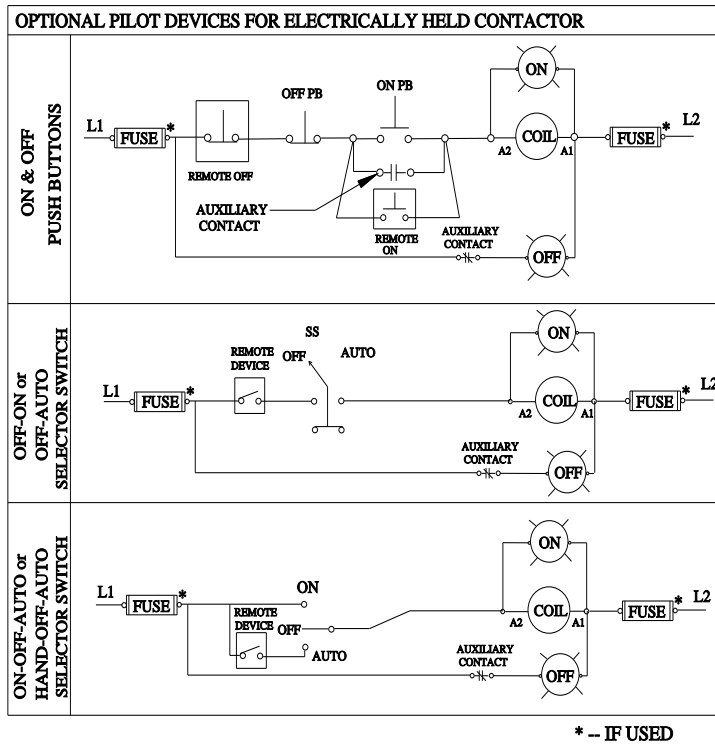 OPTIONAL PILOT DEVICES FOR ELECTRICALLY HELD CONTACTOR
ON & OFF
PUSH BUTTONS
L1
FUSE
*
REMOTE OFF
OFF PB
ON PB
AUXILIARY
CONTACT
REMOTE
ON
ON
COIL
A2
A1
AUXILIARY
CONTACT
OFF
FUSE
*
L2
OFF-ON or
OFF-AUTO
SELECTOR SWITCH
L1
FUSE
*
REMOTE
DEVICE
SS
OFF
AUTO
ON
COIL
A2
A1
AUXILIARY
CONTACT
OFF
FUSE
*
L2
ON-OFF-AUTO or
HAND-OFF-AUTO
SELECTOR SWITCH
L1
FUSE
*
REMOTE
DEVICE
ON
OFF
AUTO
ON
COIL
A2
A1
AUXILIARY
CONTACT
OFF
FUSE
*
L2
* -- IF USED